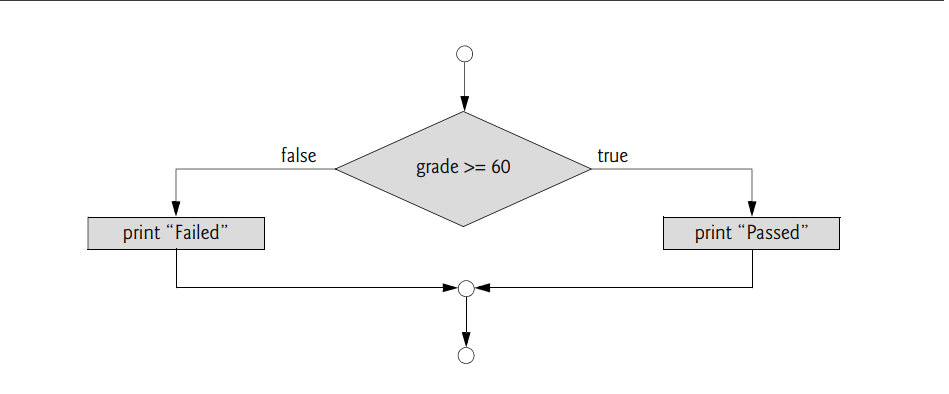 false
grade >= 60
true
print “Failed”
print “Passed”